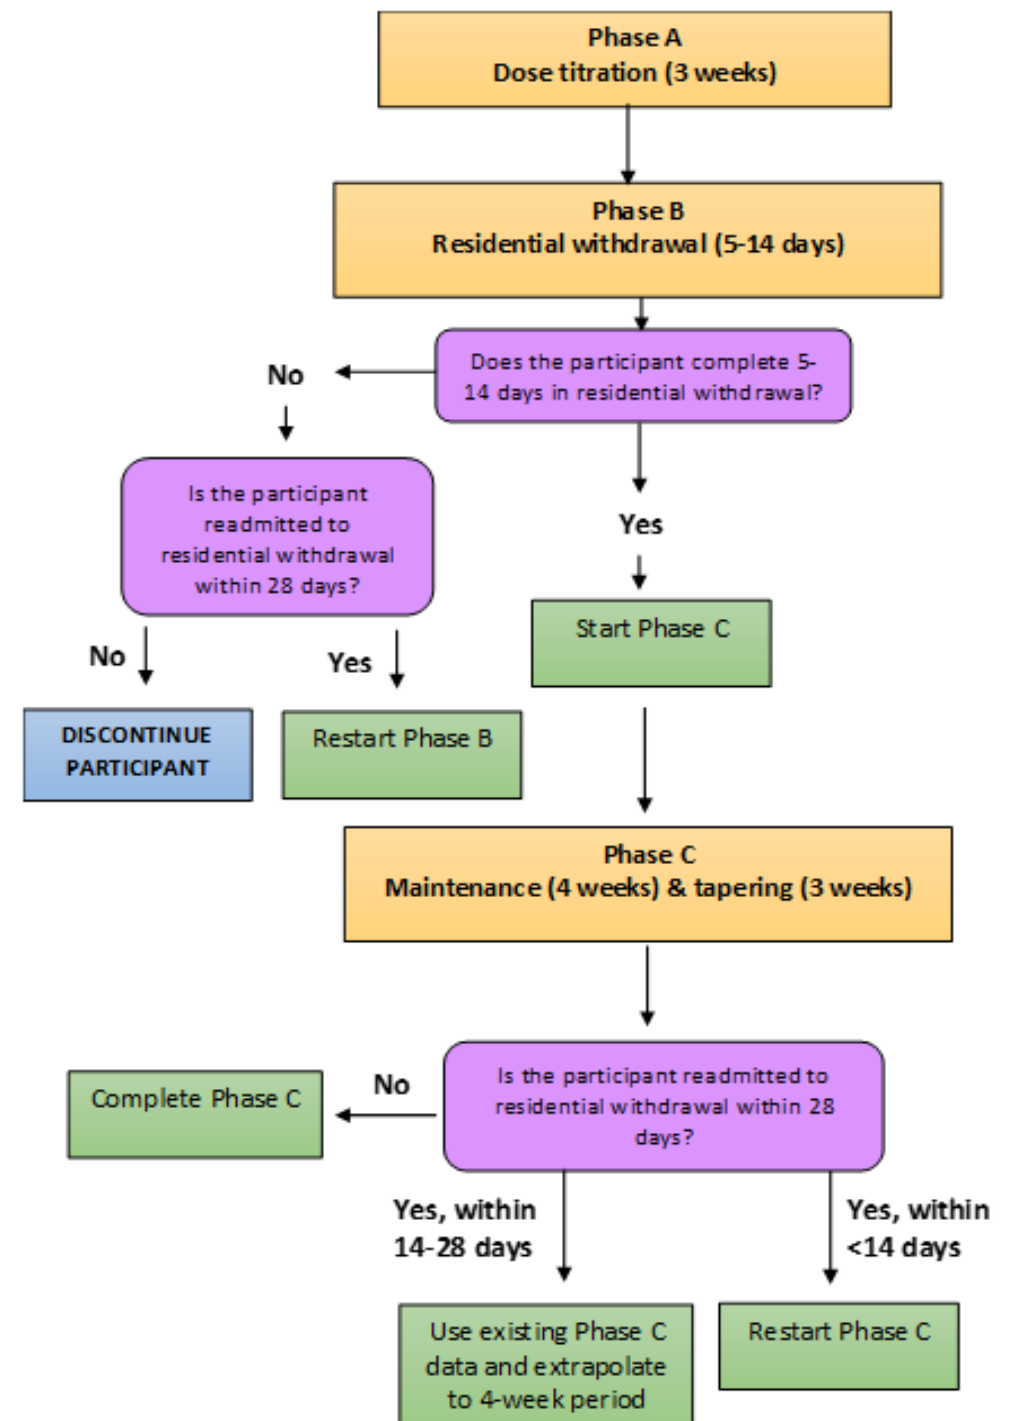 Phase A
Dose titration (3 weeks)
Phase B
Residential withdrawal (5-14 days)
Does the participant complete 5-
14 days in residential withdrawal?
No
Is the participant
readmitted to
residential withdrawal
within 28 days?
Yes
Start Phase C
No
Yes
DISCONTINUE
PARTICIPANT
Restart Phase B
Phase C
Maintenance (4 weeks) & tapering (3 weeks)
Is the participant readmitted to
residential withdrawal within 28
days?
No
Complete Phase C
Yes, within
14-28 days
Yes, within
<14 days
Use existing Phase C
data and extrapolate
to 4-week period
Restart Phase C